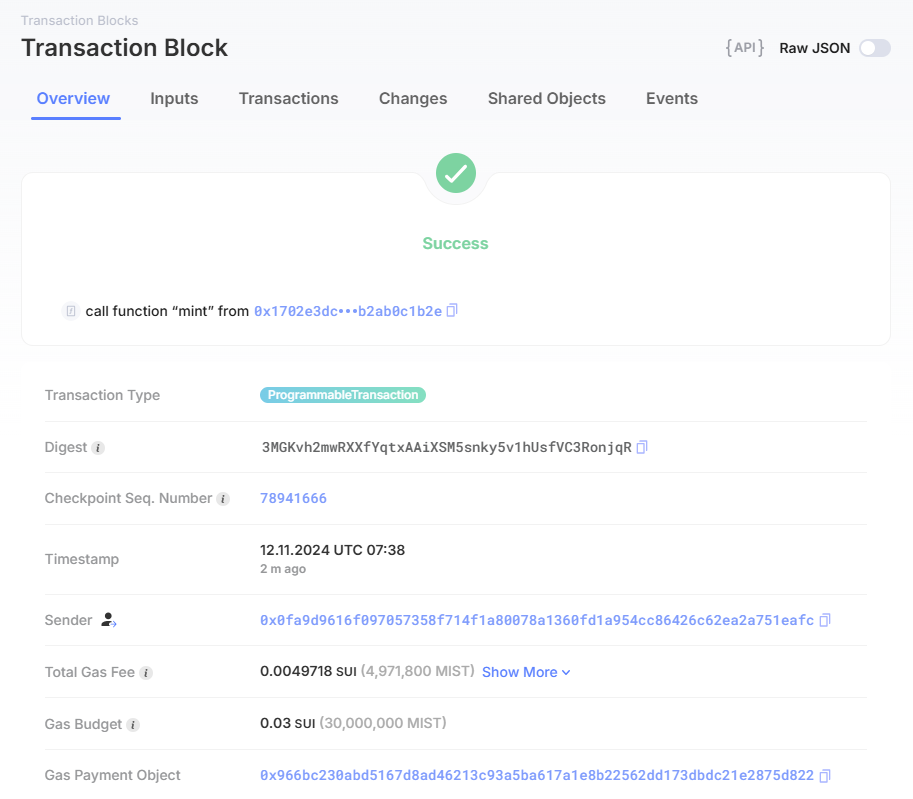 Transaction Blocks
Transaction Block
{API} Raw JSON
Overview Inputs Transactions Changes Shared Objects Events
Success
call function “mint” from 0x1702e3dc•••b2ab0c1b2e
Transaction Type ProgrammableTransaction
Digest 3MGKvh2mwRXXfYqtxAAiXSM5snky5v1hUsfVC3RonjqR
Checkpoint Seq. Number 78941666
Timestamp 12.11.2024 UTC 07:38
2 m ago
Sender 0x0fa9d9616f097057358f714f1a80078a1360fd1a954cc86426c62ea2a751eafc
Total Gas Fee 0.0049718 SUI (4,971,800 MIST) Show More
Gas Budget 0.03 SUI (30,000,000 MIST)
Gas Payment Object 0x966bc230abd5167d8ad46213c93a5ba617a1e8b22562dd173dbdc21e2875d822